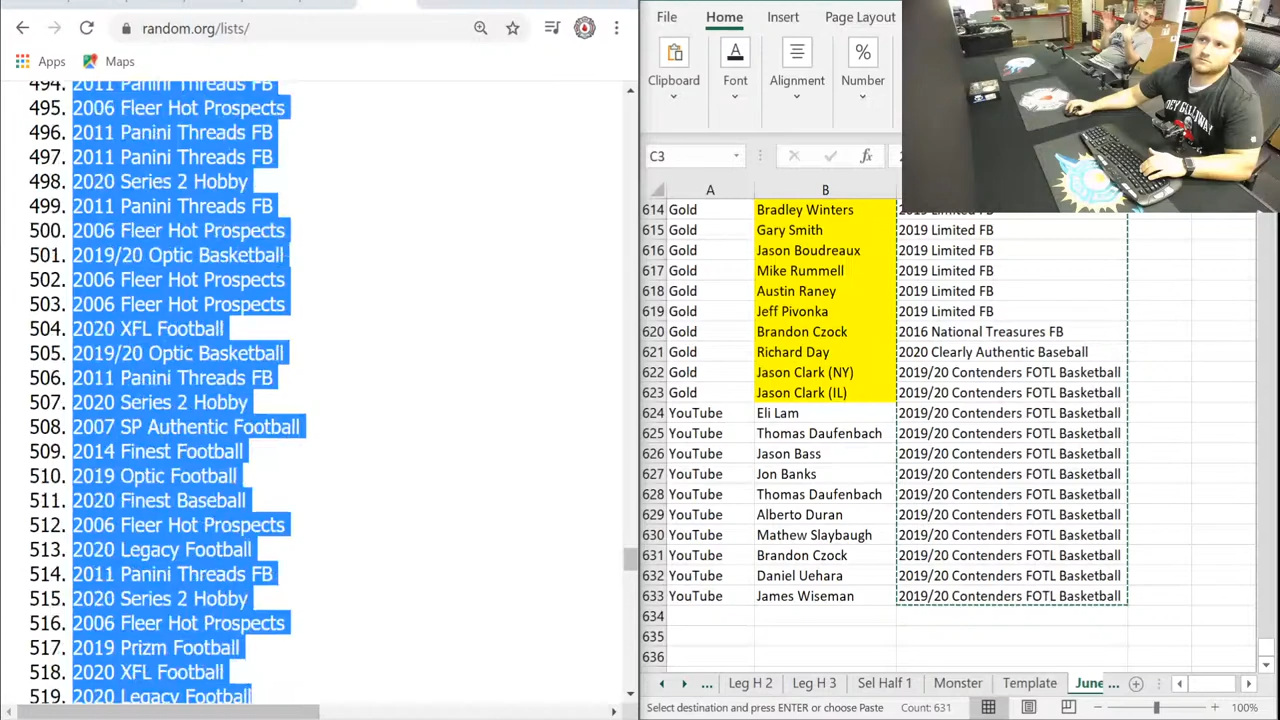 random.org/lists/
Apps
Maps
494. 2011 Panini Threads FB
495. 2006 Fleer Hot Prospects
496. 2011 Panini Threads FB
497. 2011 Panini Threads FB
498. 2020 Series 2 Hobby
499. 2011 Panini Threads FB
500. 2006 Fleer Hot Prospects
501. 2019/20 Optic Basketball
502. 2006 Fleer Hot Prospects
503. 2006 Fleer Hot Prospects
504. 2020 XFL Football
505. 2019/20 Optic Basketball
506. 2011 Panini Threads FB
507. 2020 Series 2 Hobby
508. 2007 SP Authentic Football
509. 2014 Finest Football
510. 2019 Optic Football
511. 2020 Finest Baseball
512. 2006 Fleer Hot Prospects
513. 2020 Legacy Football
514. 2011 Panini Threads FB
515. 2020 Series 2 Hobby
516. 2006 Fleer Hot Prospects
517. 2019 Prizm Football
518. 2020 XFL Football
519. 2020 Legacy Football
File Home Insert Page Layout
Clipboard Font Alignment Number
C3 fx
A B
614 Gold Bradley Winters 2019 Limited FB
615 Gold Gary Smith 2019 Limited FB
616 Gold Jason Boudreaux 2019 Limited FB
617 Gold Mike Rummell 2019 Limited FB
618 Gold Austin Raney 2019 Limited FB
619 Gold Jeff Pivonka 2019 Limited FB
620 Gold Brandon Czock 2016 National Treasures FB
621 Gold Richard Day 2020 Clearly Authentic Baseball
622 Gold Jason Clark (NY) 2019/20 Contenders FOTL Basketball
623 Gold Jason Clark (IL) 2019/20 Contenders FOTL Basketball
624 YouTube Eli Lam 2019/20 Contenders FOTL Basketball
625 YouTube Thomas Daufenbach 2019/20 Contenders FOTL Basketball
626 YouTube Jason Bass 2019/20 Contenders FOTL Basketball
627 YouTube Jon Banks 2019/20 Contenders FOTL Basketball
628 YouTube Thomas Daufenbach 2019/20 Contenders FOTL Basketball
629 YouTube Alberto Duran 2019/20 Contenders FOTL Basketball
630 YouTube Mathew Slaybaugh 2019/20 Contenders FOTL Basketball
631 YouTube Brandon Czock 2019/20 Contenders FOTL Basketball
632 YouTube Daniel Uehara 2019/20 Contenders FOTL Basketball
633 YouTube James Wiseman 2019/20 Contenders FOTL Basketball
634
635
636
... Leg H 2 Leg H 3 Sel Half 1 Monster Template June ...
Select destination and press ENTER or choose Paste Count: 631 100%